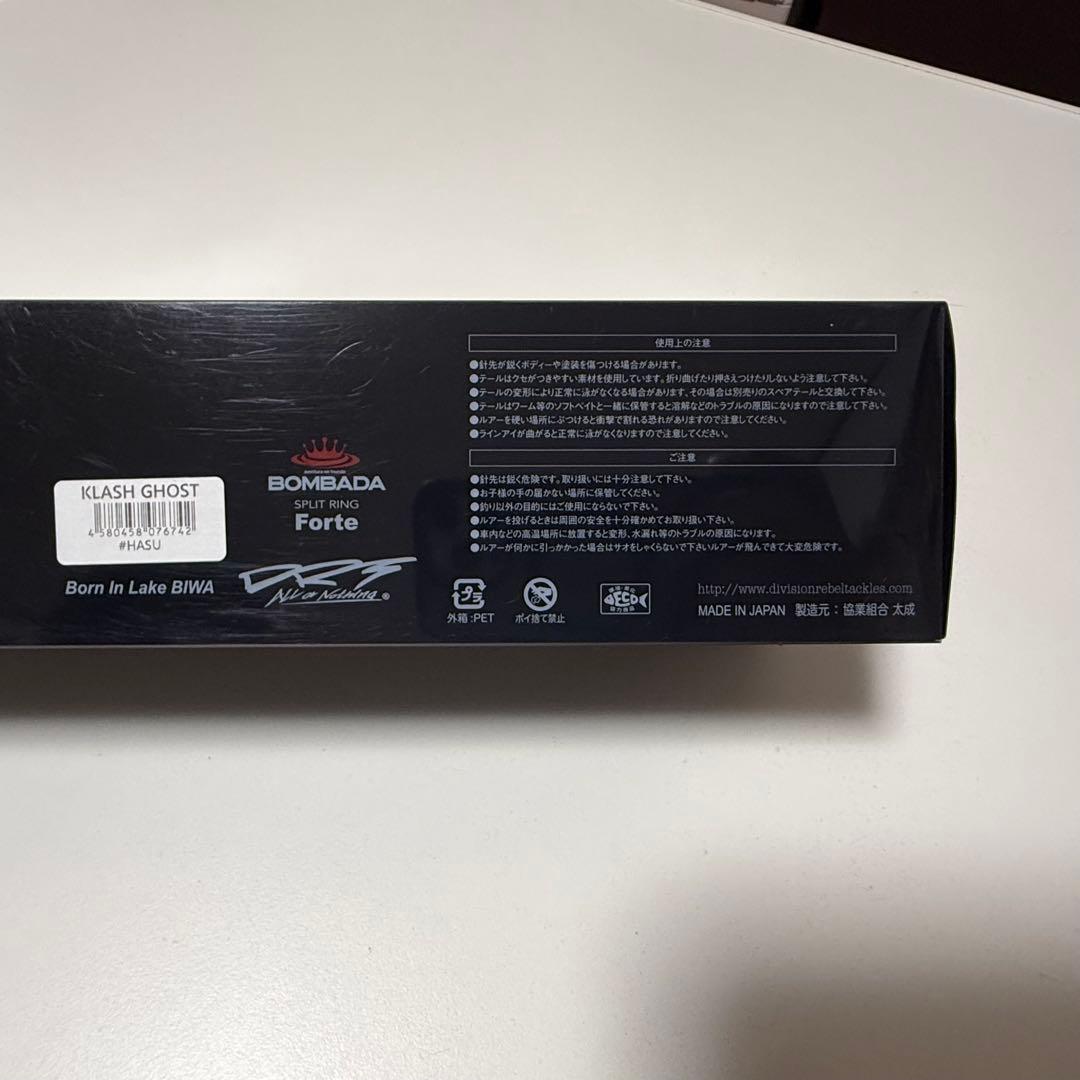 KLASH GHOST
4 580458 076742
#HASU
Born In Lake BIWA
BOMBADA
SPLIT RING
Forte
DRT
ALL OR NOTHING ®
使用上の注意
●針先が鋭くボディーや塗装を傷つける場合があります。
●テールはクセがつきやすい素材を使用しています。折り曲げたり押さえつけたりしないよう注意して下さい。
●テールの変形により正常に泳がなくなる場合があります、その場合は別売りのスペアテールと交換して下さい。
●テールはワーム等のソフトベイトと一緒に保管すると溶解などのトラブルの原因になりますので注意して下さい。
●ルアーを硬い場所にぶつけると衝撃で割れる恐れがありますので注意してください。
●ラインアイが曲がると正常に泳がなくなりますので注意してください。
ご注意
●針先は鋭く危険です。取り扱いには十分注意して下さい。
●お子様の手の届かない場所に保管してください。
●釣り以外の目的にはご使用にならないで下さい。
●ルアーを投げるときは周囲の安全を十分確かめてお取り扱い下さい。
●車内などの高温場所に放置すると変形、水漏れ等のトラブルの原因になります。
●ルアーが何かに引っかかった場合はサオをしゃくらないで下さいルアーが飛んできて大変危険です。
プラ
外箱:PET
ポイ捨て禁止
ECO
http://www.divisionrebeltackles.com
MADE IN JAPAN 製造元:協業組合 太成